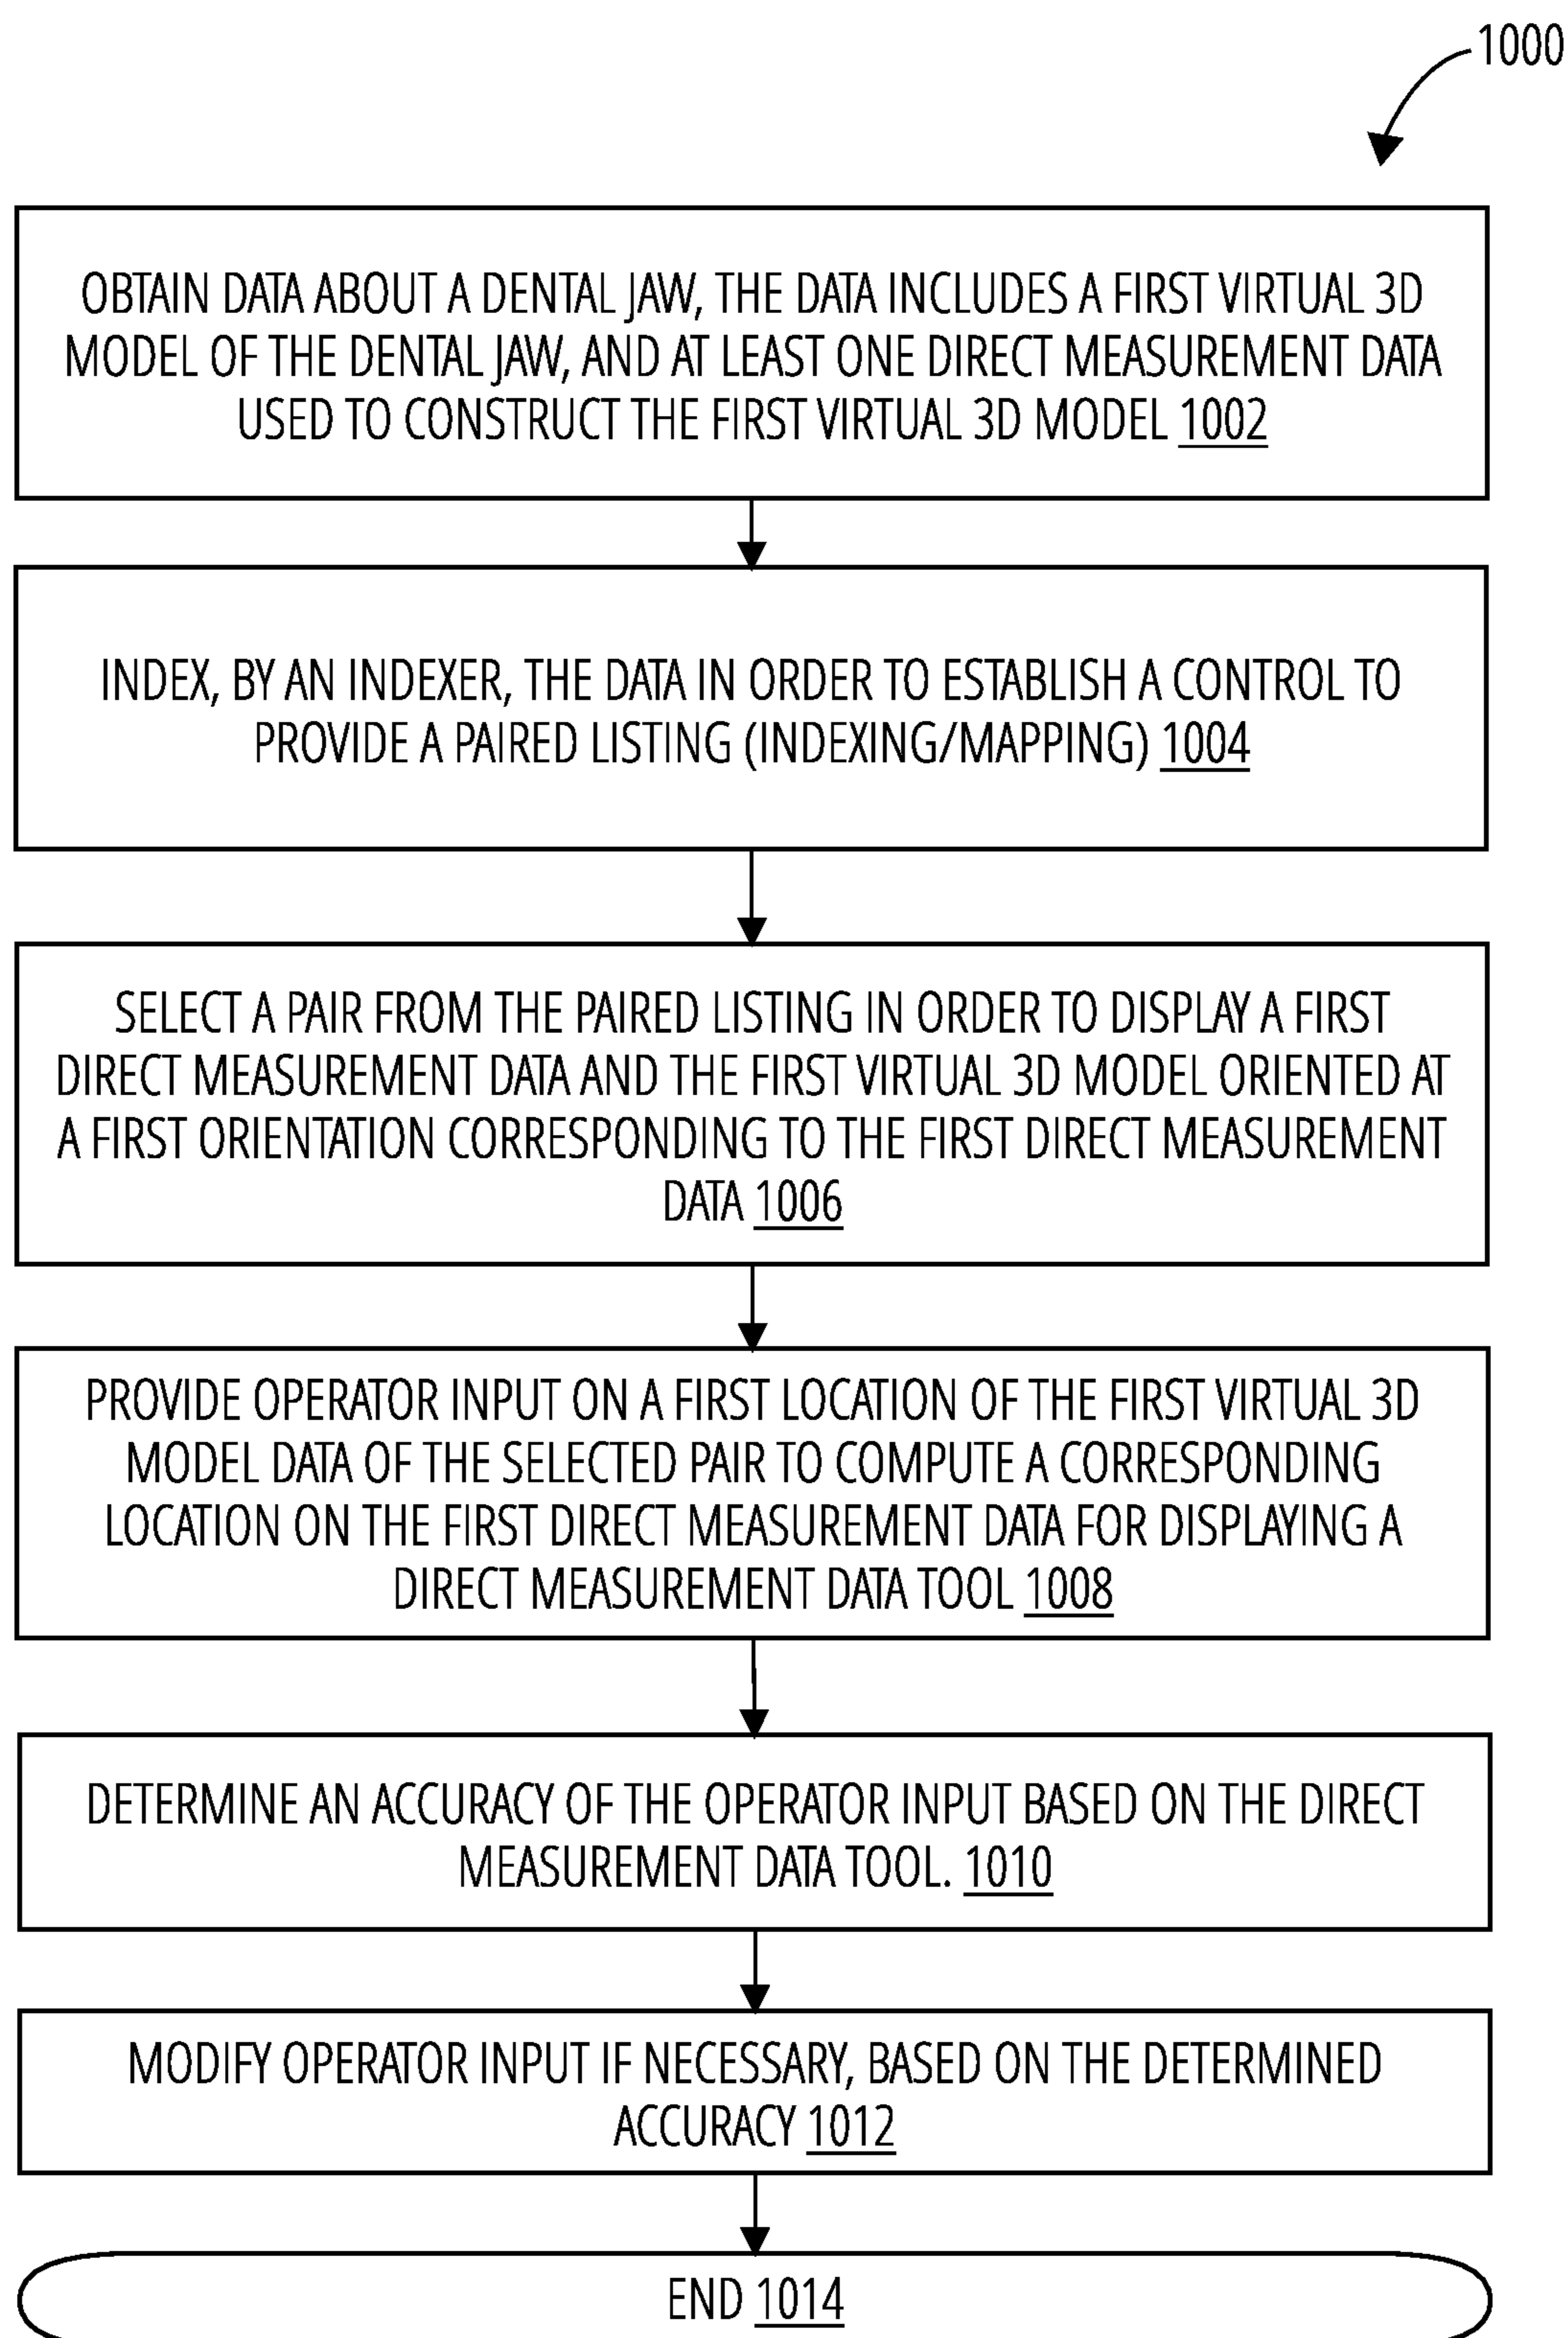 1000
OBTAIN DATA ABOUT A DENTAL JAW, THE DATA INCLUDES A FIRST VIRTUAL 3D
MODEL OF THE DENTAL JAW, AND AT LEAST ONE DIRECT MEASUREMENT DATA
USED TO CONSTRUCT THE FIRST VIRTUAL 3D MODEL 1002
INDEX, BY AN INDEXER, THE DATA IN ORDER TO ESTABLISH A CONTROL TO
PROVIDE A PAIRED LISTING (INDEXING/MAPPING) 1004
SELECT A PAIR FROM THE PAIRED LISTING IN ORDER TO DISPLAY A FIRST
DIRECT MEASUREMENT DATA AND THE FIRST VIRTUAL 3D MODEL ORIENTED AT
A FIRST ORIENTATION CORRESPONDING TO THE FIRST DIRECT MEASUREMENT
DATA 1006
PROVIDE OPERATOR INPUT ON A FIRST LOCATION OF THE FIRST VIRTUAL 3D
MODEL DATA OF THE SELECTED PAIR TO COMPUTE A CORRESPONDING
LOCATION ON THE FIRST DIRECT MEASUREMENT DATA FOR DISPLAYING A
DIRECT MEASUREMENT DATA TOOL 1008
DETERMINE AN ACCURACY OF THE OPERATOR INPUT BASED ON THE DIRECT
MEASUREMENT DATA TOOL. 1010
MODIFY OPERATOR INPUT IF NECESSARY, BASED ON THE DETERMINED
ACCURACY 1012
END 1014